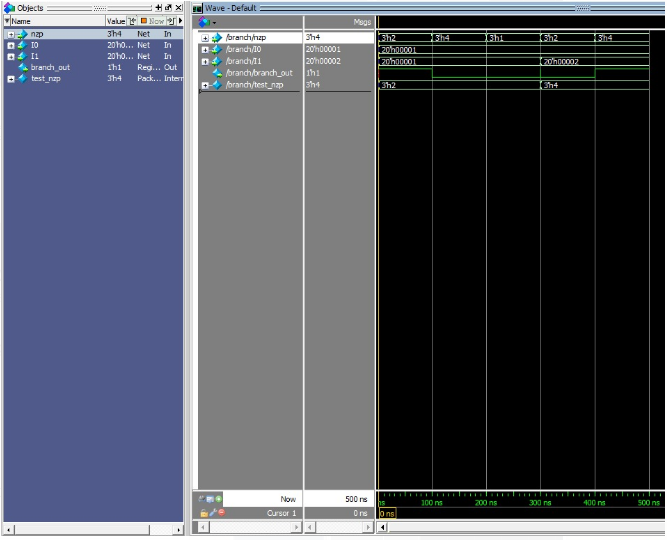 Objects
Name Value Now
nzp 3'h4 Net In
I0 20'h0... Net In
I1 20'h0... Net In
branch_out 1'h1 Regi... Out
test_nzp 3'h4 Pack... Intern
Wave - Default
Msgs
/branch/nzp 3'h4 3'h2 3'h4 3'h1 3'h2 3'h4
/branch/I0 20'h00001 20'h00001
/branch/I1 20'h00002 20'h00001 20'h00002
/branch/branch_out 1'h1
/branch/test_nzp 3'h4 3'h2 3'h4
Now 500 ns ns 100 ns 200 ns 300 ns 400 ns 500 ns
Cursor 1 0 ns 0 ns